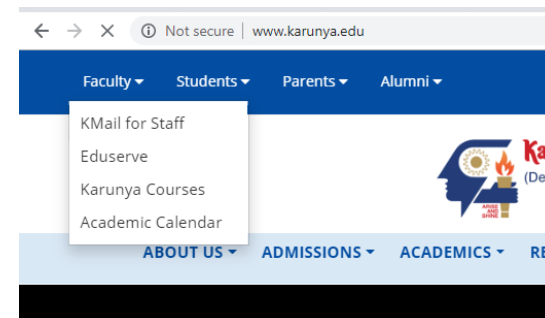 Not secure | www.karunya.edu
Faculty Students Parents Alumni
KMail for Staff
Eduserve
Karunya Courses
Academic Calendar
ARISE AND SHINE
ABOUT US ADMISSIONS ACADEMICS